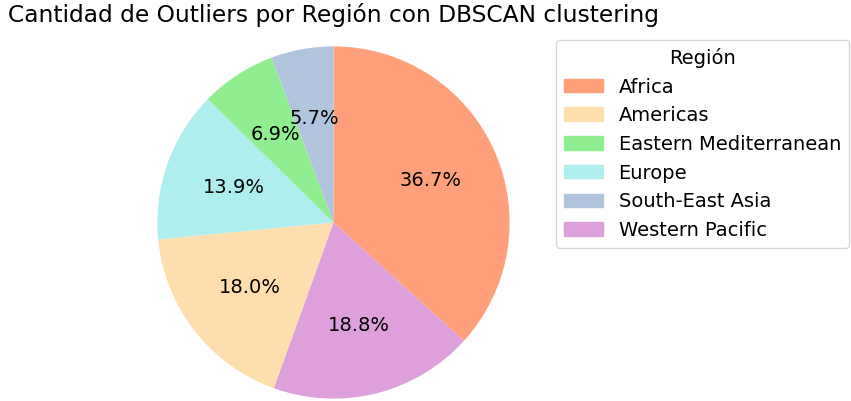 Cantidad de Outliers por Región con DBSCAN clustering
Región
Africa
Americas
Eastern Mediterranean
Europe
South-East Asia
Western Pacific
5.7%
6.9%
36.7%
13.9%
18.0%
18.8%